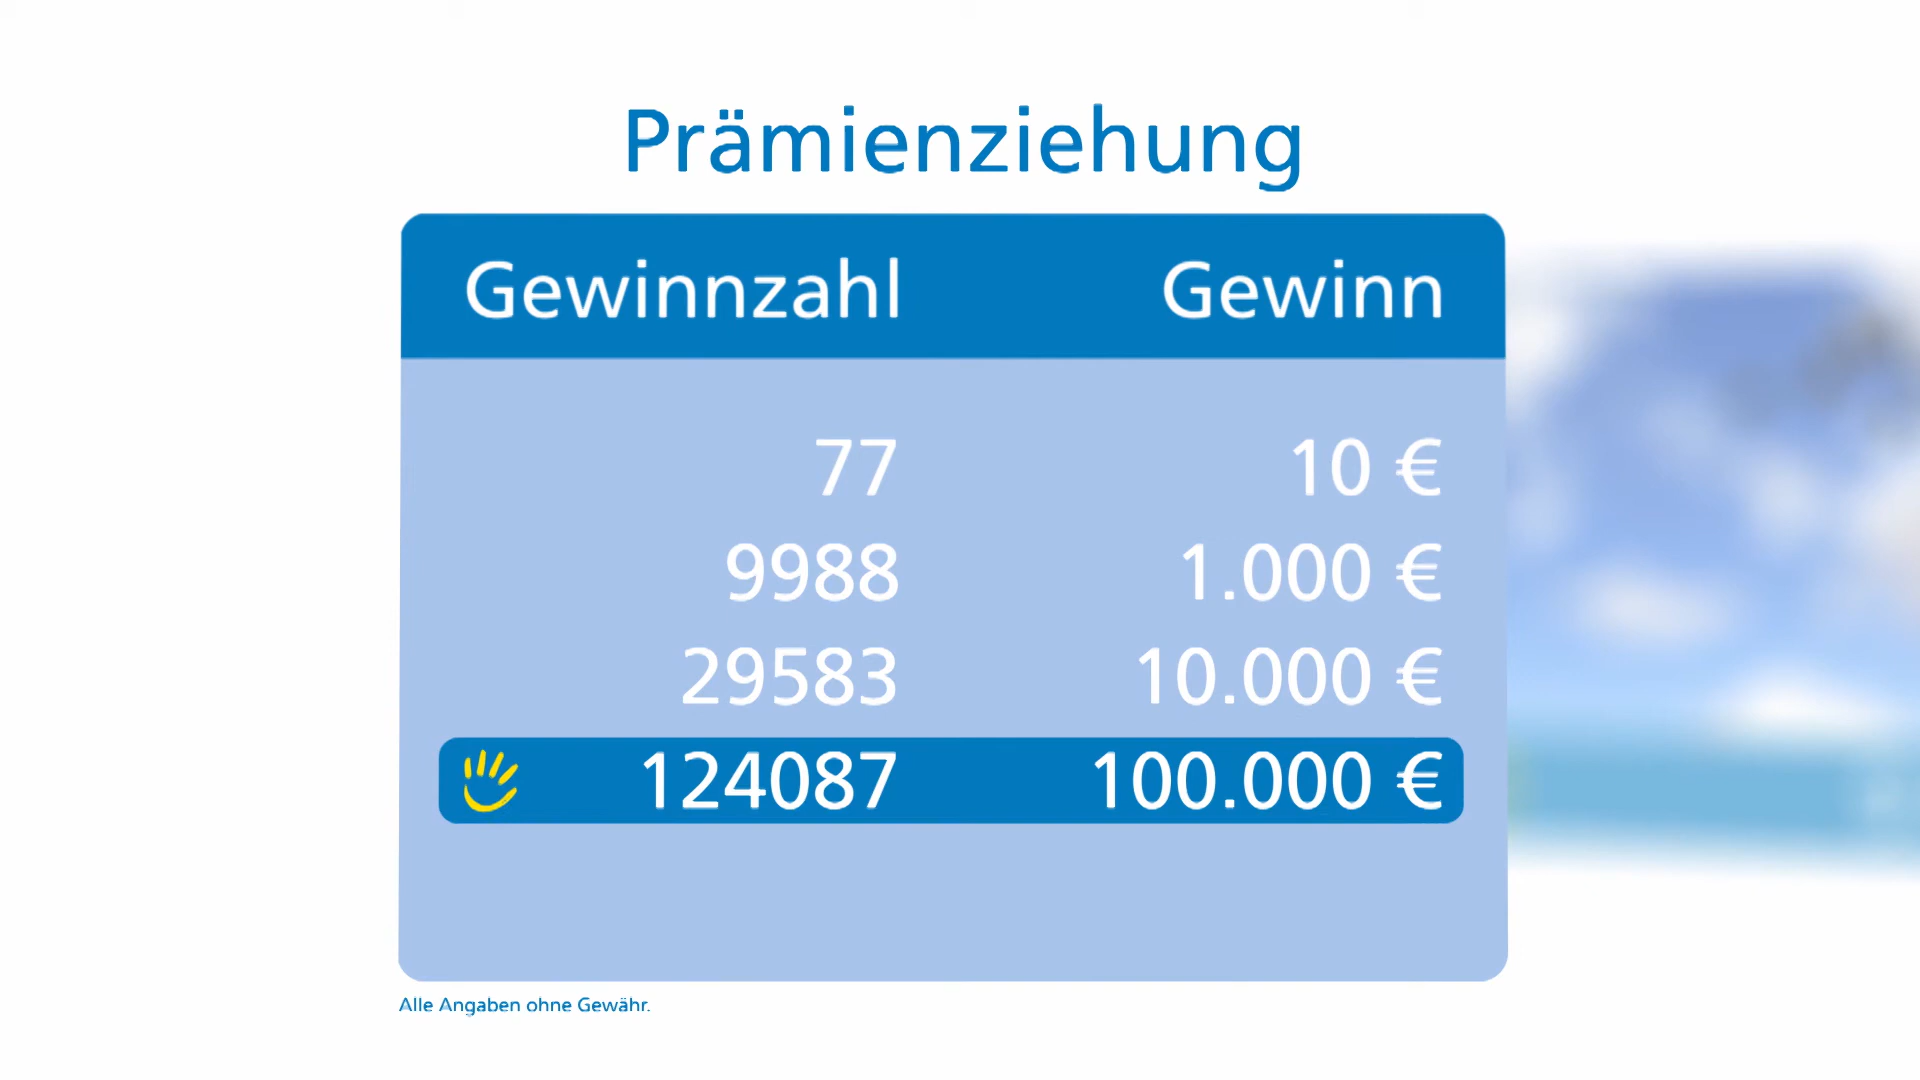 Prämienziehung
Gewinnzahl Gewinn
77 10 €
9988 1.000 €
29583 10.000 €
124087 100.000 €
Alle Angaben ohne Gewähr.